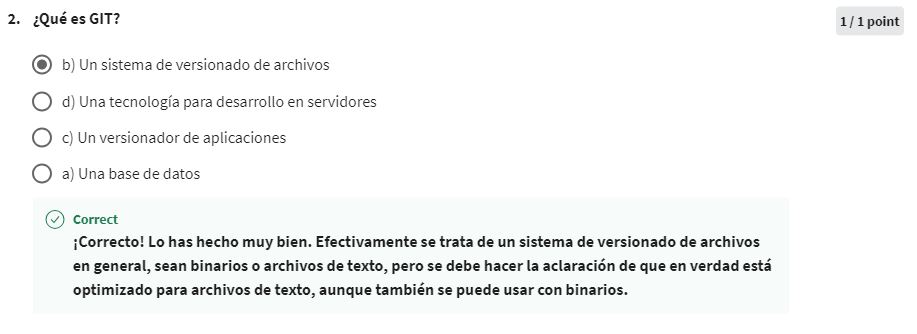 2. ¿Qué es GIT?
1 / 1 point
b) Un sistema de versionado de archivos
d) Una tecnología para desarrollo en servidores
c) Un versionador de aplicaciones
a) Una base de datos
Correct
¡Correcto! Lo has hecho muy bien. Efectivamente se trata de un sistema de versionado de archivos
en general, sean binarios o archivos de texto, pero se debe hacer la aclaración de que en verdad está
optimizado para archivos de texto, aunque también se puede usar con binarios.